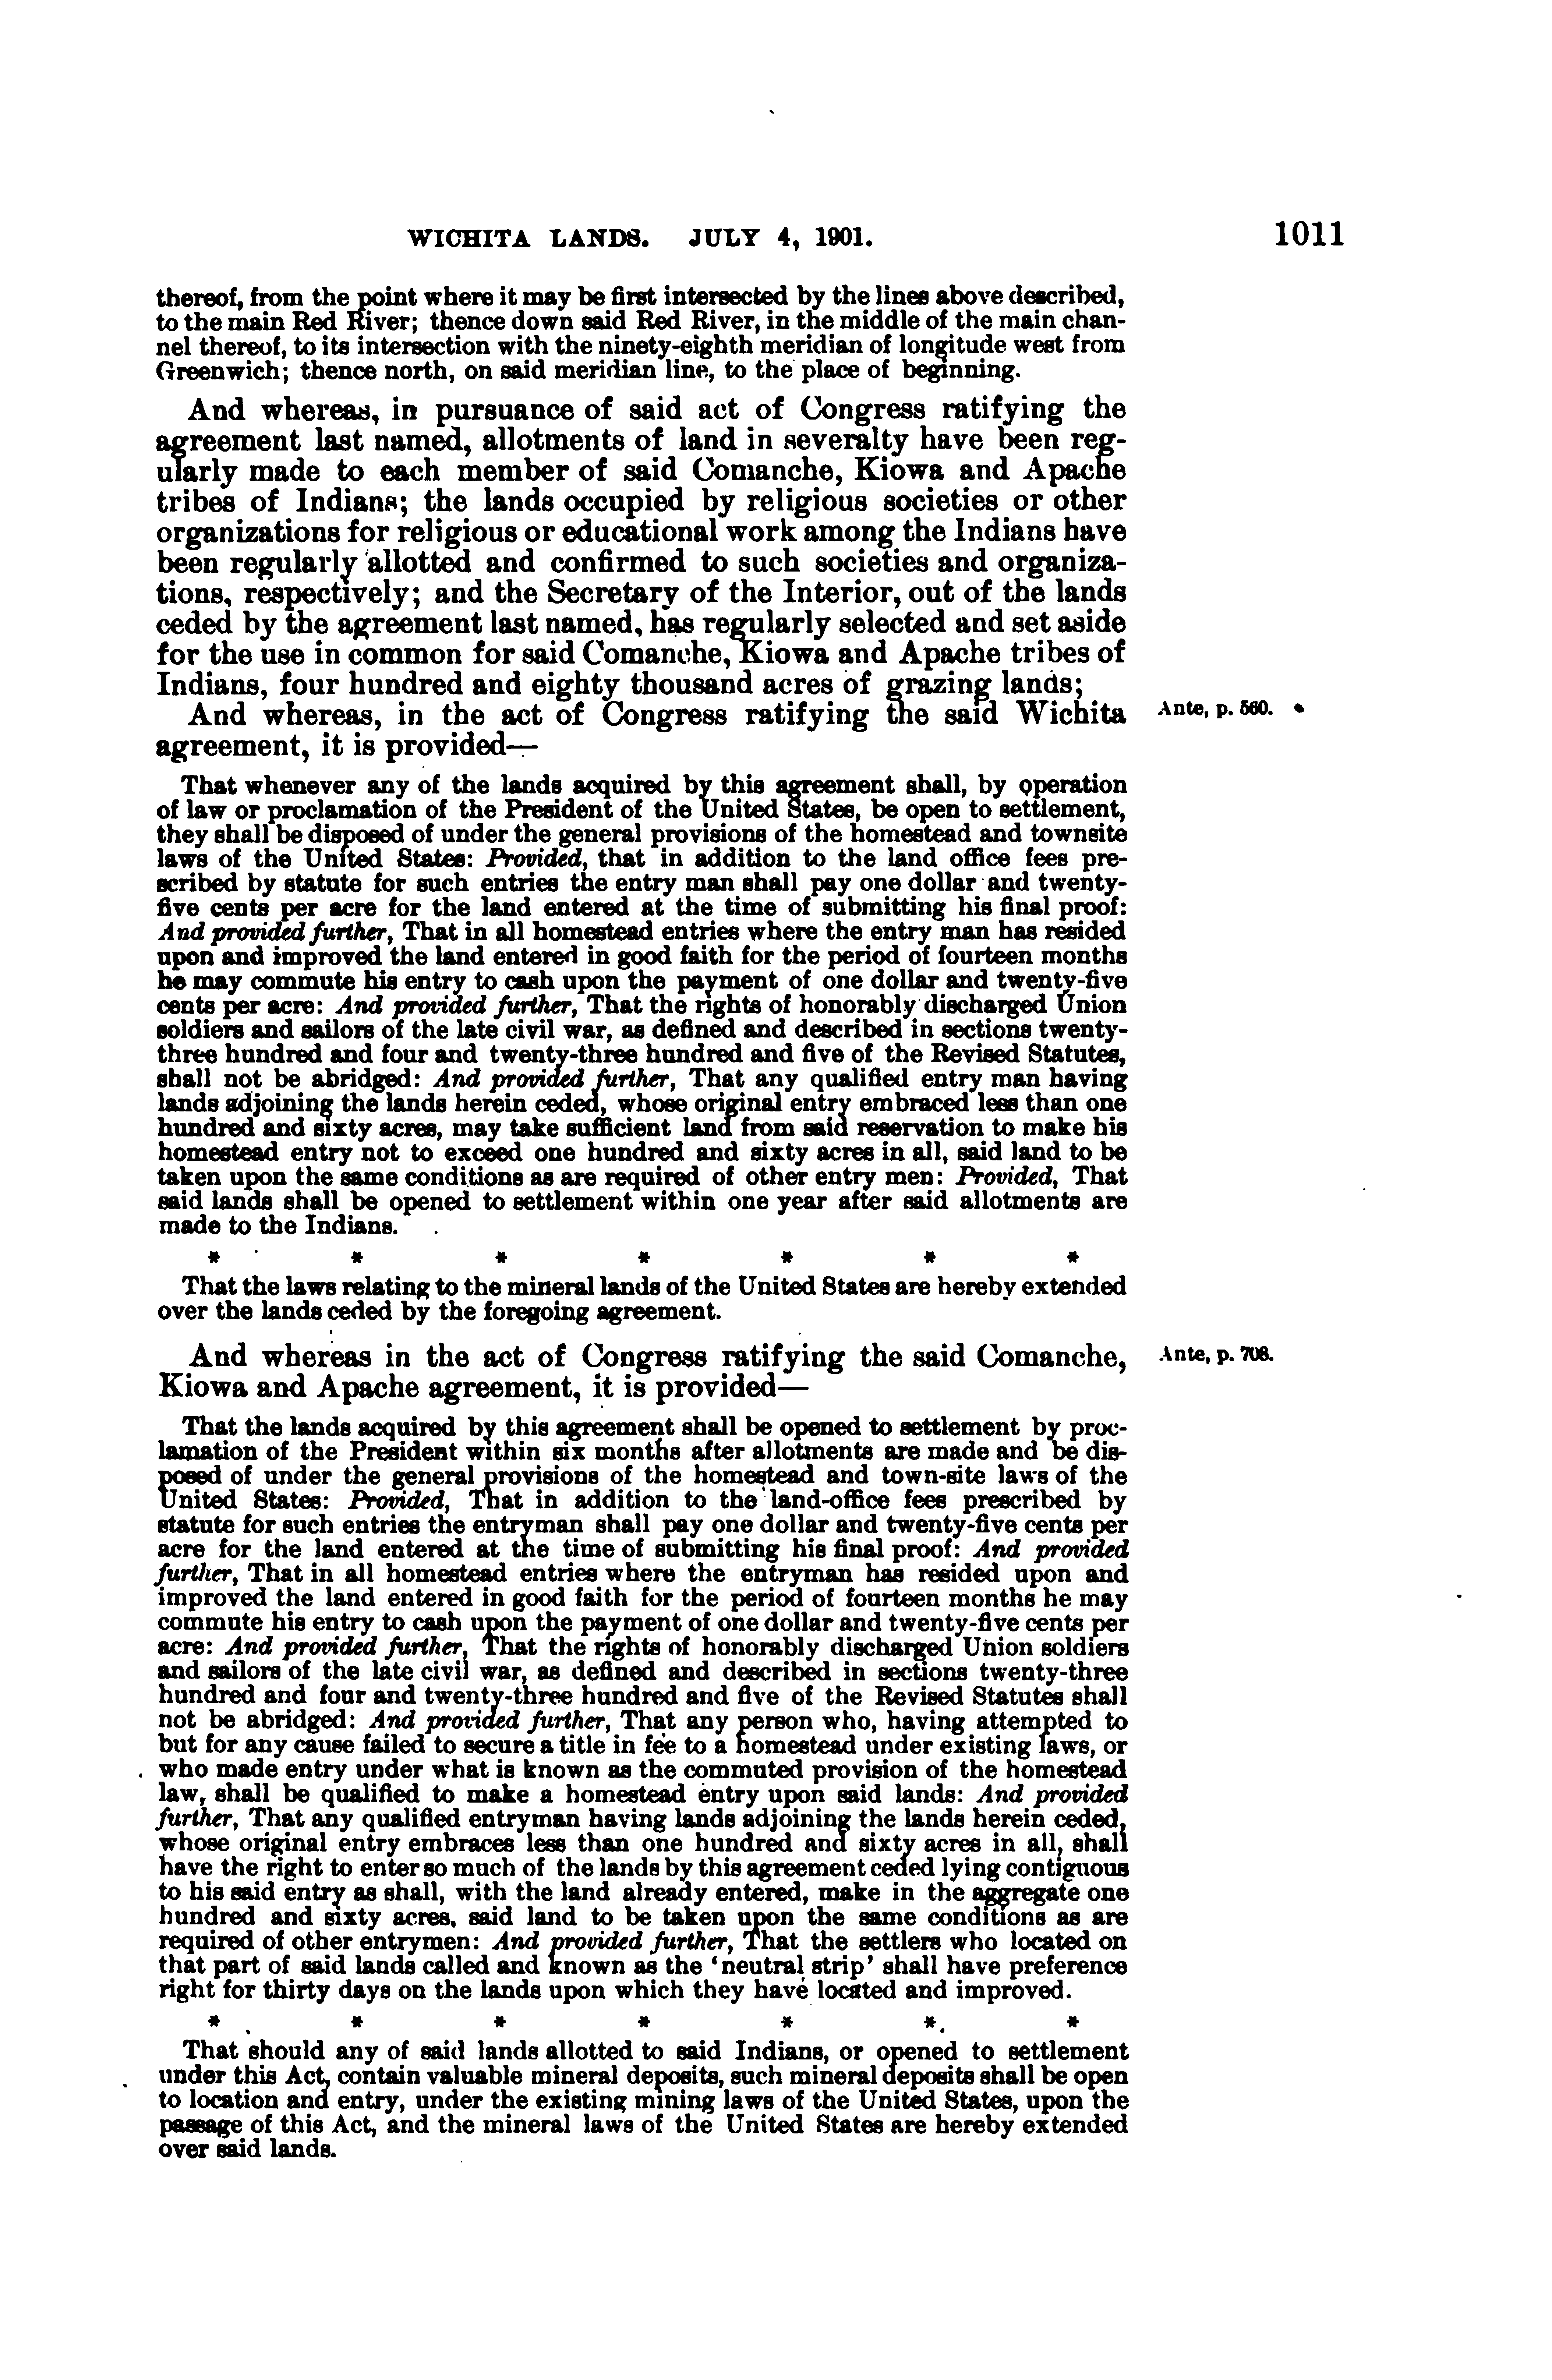 WICHITA LANDS. JULY 4, 1901. 1011
thereof, from the point where it may be first intersected by the lines above described,
to the main Red River; thence down said Red River, in the middle of the main chan-
nel thereof, to its intersection with the ninety-eighth meridian of longitude west from
Greenwich; thence north, on said meridian line, to the place of beginning.
And whereas, in pursuance of said act of Congress ratifying the
agreement last named, allotments of land in severalty have been reg-
ularly made to each member of said Comanche, Kiowa and Apache
tribes of Indians; the lands occupied by religious societies or other
organizations for religious or educational work among the Indians have
been regularly allotted and confirmed to such societies and organiza-
tions, respectively; and the Secretary of the Interior, out of the lands
ceded by the agreement last named, has regularly selected and set aside
for the use in common for said Comanche, Kiowa and Apache tribes of
Indians, four hundred and eighty thousand acres of grazing lands;
And whereas, in the act of Congress ratifying the said Wichita
Ante, p. 560.
agreement, it is provided—
That whenever any of the lands acquired by this agreement shall, by operation
of law or proclamation of the President of the United States, be open to settlement,
they shall be disposed of under the general provisions of the homestead and townsite
laws of the United States: Provided, that in addition to the land office fees pre-
scribed by statute for such entries the entry man shall pay one dollar and twenty-
five cents per acre for the land entered at the time of submitting his final proof:
And provided further, That in all homestead entries where the entry man has resided
upon and improved the land entered in good faith for the period of fourteen months
he may commute his entry to cash upon the payment of one dollar and twenty-five
cents per acre: And provided further, That the rights of honorably discharged Union
soldiers and sailors of the late civil war, as defined and described in sections twenty-
three hundred and four and twenty-three hundred and five of the Revised Statutes,
shall not be abridged: And provided further, That any qualified entry man having
lands adjoining the lands herein ceded, whose original entry embraced less than one
hundred and sixty acres, may take sufficient land from said reservation to make his
homestead entry not to exceed one hundred and sixty acres in all, said land to be
taken upon the same conditions as are required of other entry men: Provided, That
said lands shall be opened to settlement within one year after said allotments are
made to the Indians.
* * * * * * *
That the laws relating to the mineral lands of the United States are hereby extended
over the lands ceded by the foregoing agreement.
And whereas in the act of Congress ratifying the said Comanche,
Ante, p. 708.
Kiowa and Apache agreement, it is provided—
That the lands acquired by this agreement shall be opened to settlement by proc-
lamation of the President within six months after allotments are made and be dis-
posed of under the general provisions of the homestead and town-site laws of the
United States: Provided, That in addition to the land-office fees prescribed by
statute for such entries the entryman shall pay one dollar and twenty-five cents per
acre for the land entered at the time of submitting his final proof: And provided
further, That in all homestead entries where the entryman has resided upon and
improved the land entered in good faith for the period of fourteen months he may
commute his entry to cash upon the payment of one dollar and twenty-five cents per
acre: And provided further, That the rights of honorably discharged Union soldiers
and sailors of the late civil war, as defined and described in sections twenty-three
hundred and four and twenty-three hundred and five of the Revised Statutes shall
not be abridged: And provided further, That any person who, having attempted to
but for any cause failed to secure a title in fee to a homestead under existing laws, or
who made entry under what is known as the commuted provision of the homestead
law, shall be qualified to make a homestead entry upon said lands: And provided
further, That any qualified entryman having lands adjoining the lands herein ceded,
whose original entry embraces less than one hundred and sixty acres in all, shall
have the right to enter so much of the lands by this agreement ceded lying contiguous
to his said entry as shall, with the land already entered, make in the aggregate one
hundred and sixty acres, said land to be taken upon the same conditions as are
required of other entrymen: And provided further, That the settlers who located on
that part of said lands called and known as the 'neutral strip' shall have preference
right for thirty days on the lands upon which they have located and improved.
* * * * * * *
That should any of said lands allotted to said Indians, or opened to settlement
under this Act, contain valuable mineral deposits, such mineral deposits shall be open
to location and entry, under the existing mining laws of the United States, upon the
passage of this Act, and the mineral laws of the United States are hereby extended
over said lands.